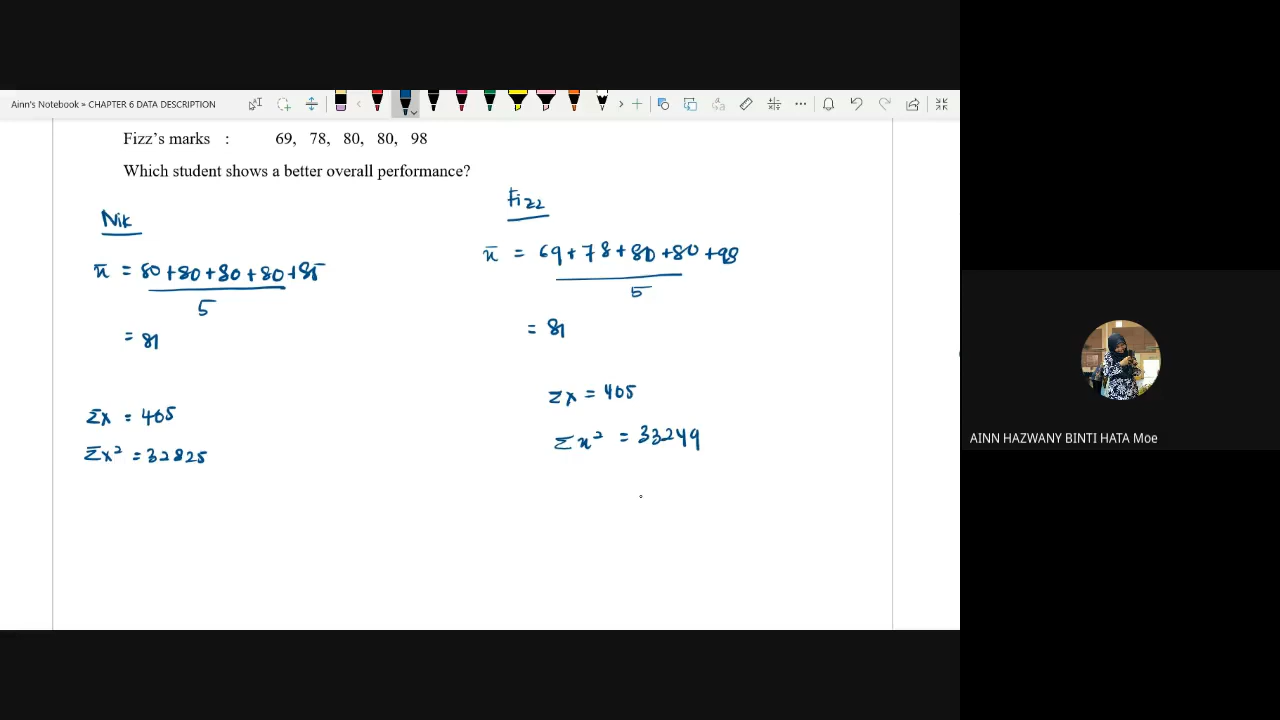 Ainn's Notebook » CHAPTER 6 DATA DESCRIPTION
Fizz's marks : 69, 78, 80, 80, 98
Which student shows a better overall performance?
Nik
x̄ = 80+80+80+80+85
5
= 81
Σx = 405
Σx² = 32825
Fizz
x̄ = 69+78+80+80+98
5
= 81
Σx = 405
Σx² = 33249
AINN HAZWANY BINTI HATA Moe